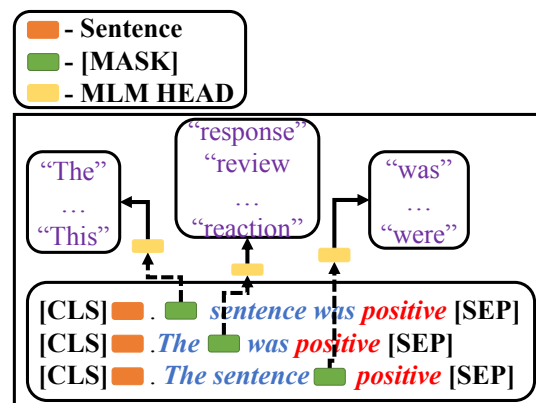 - Sentence
- [MASK]
- MLM HEAD
“The”
…
“This”
“response”
“review
…
“reaction”
“was”
…
“were”
[CLS] . sentence was positive [SEP]
[CLS] .The was positive [SEP]
[CLS] . The sentence positive [SEP]